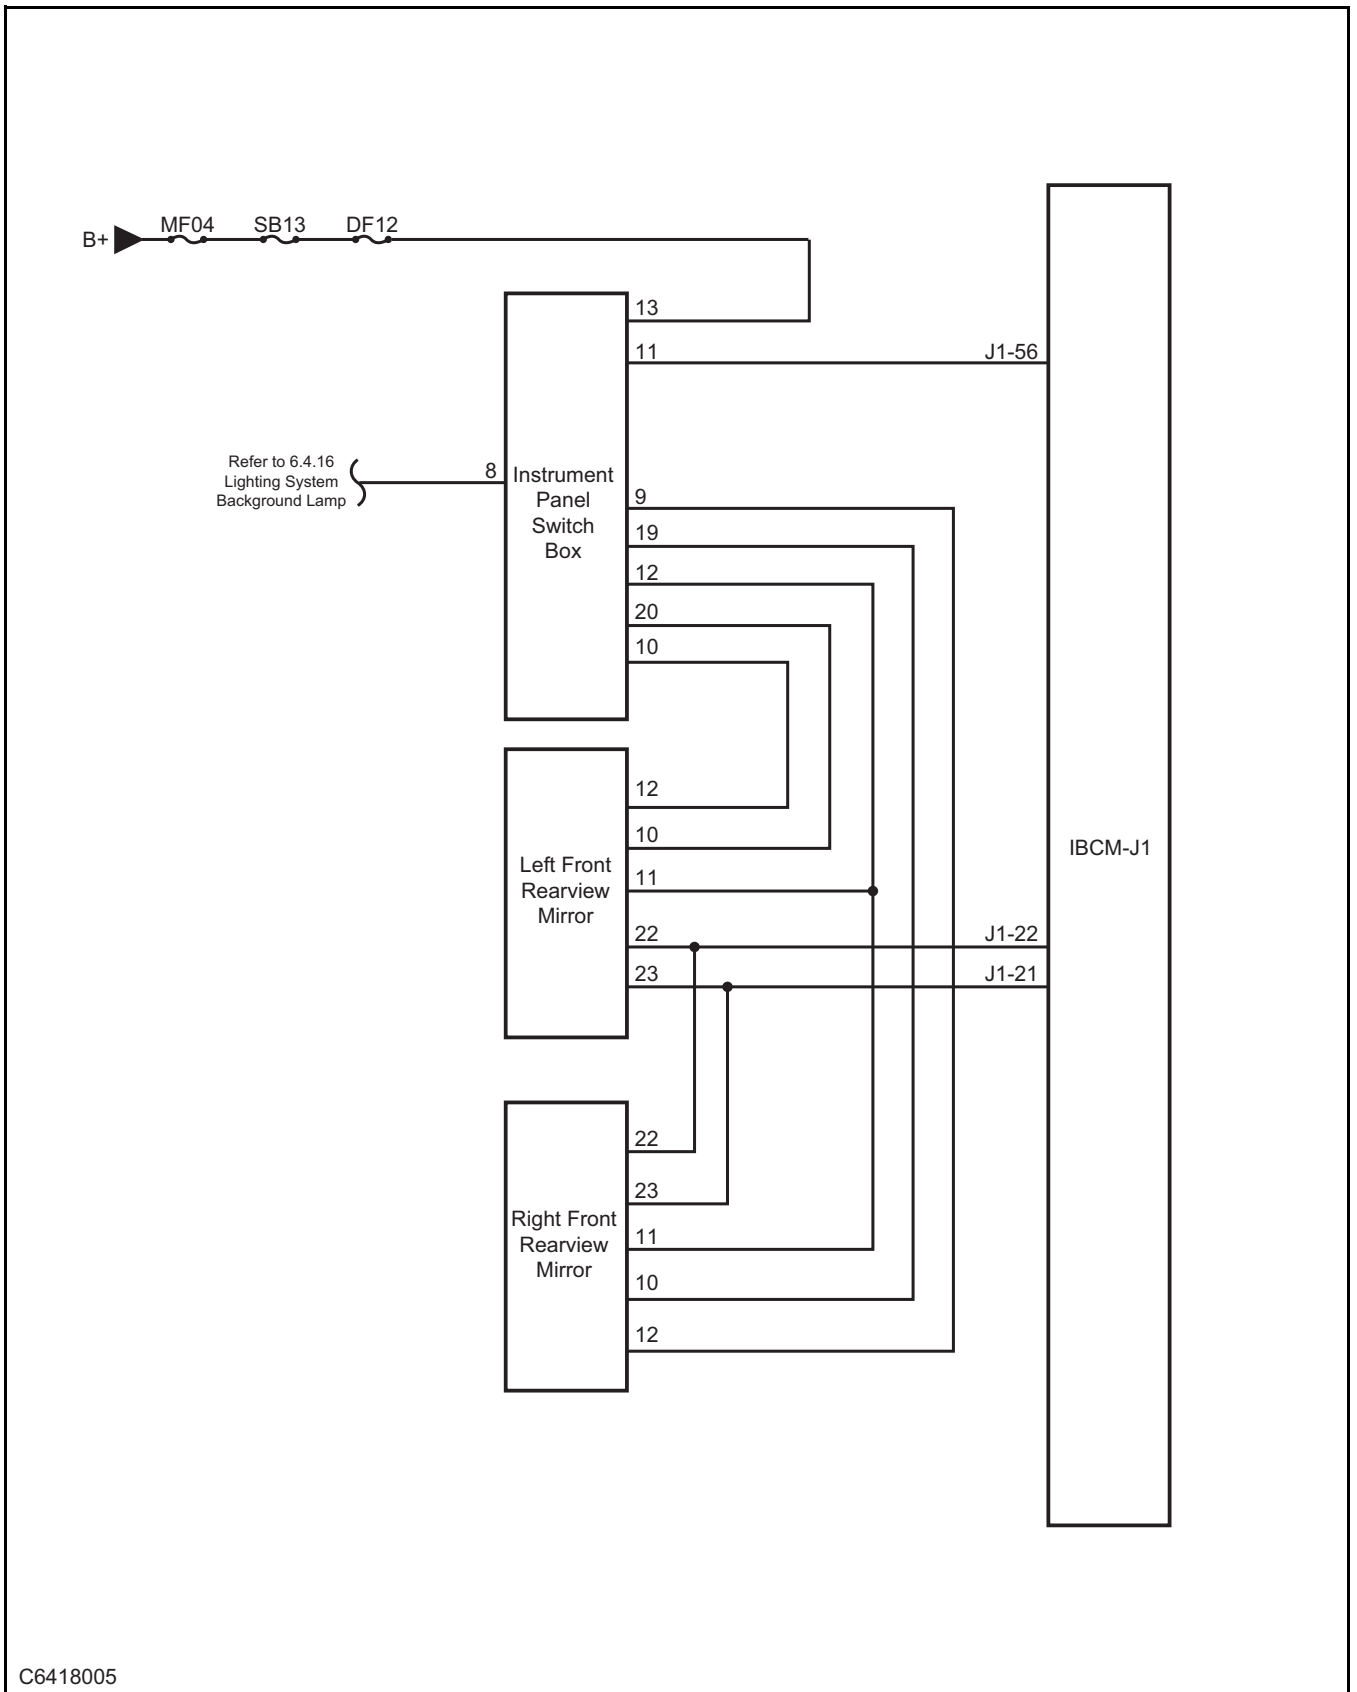 MF04 SB13 DF12
B+
13
11 J1-56
Refer to 6.4.16
Lighting System
Background Lamp
8
Instrument
Panel
Switch
Box
9
19
12
20
10
12
10
11
22 J1-22
23 J1-21
Left Front
Rearview
Mirror
IBCM-J1
22
23
11
10
12
Right Front
Rearview
Mirror
C6418005